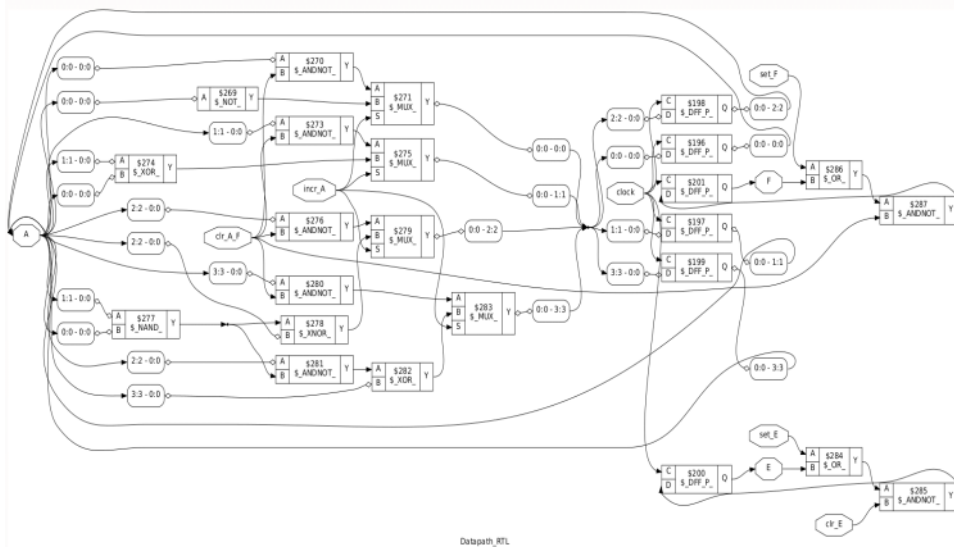 A
0:0 - 0:0
A
B
$270
$_ANDNOT_
Y
0:0 - 0:0
A
$269
$_NOT_
Y
A
B
S
$271
$_MUX_
Y
1:1 - 0:0
A
B
$273
$_ANDNOT_
Y
1:1 - 0:0
0:0 - 0:0
A
B
$274
$_XOR_
Y
A
B
S
$275
$_MUX_
Y
incr_A
2:2 - 0:0
A
B
$276
$_ANDNOT_
Y
clr_A_F
2:2 - 0:0
A
B
S
$279
$_MUX_
Y
0:0 - 2:2
3:3 - 0:0
A
B
$280
$_ANDNOT_
Y
1:1 - 0:0
0:0 - 0:0
A
B
$277
$_NAND_
Y
A
B
$278
$_XNOR_
Y
A
B
S
$283
$_MUX_
Y
0:0 - 3:3
2:2 - 0:0
A
B
$281
$_ANDNOT_
Y
3:3 - 0:0
A
B
$282
$_XOR_
Y
0:0 - 0:0
0:0 - 1:1
2:2 - 0:0
0:0 - 0:0
clock
1:1 - 0:0
3:3 - 0:0
C
D
$198
$_DFF_P_
Q
0:0 - 2:2
C
D
$196
$_DFF_P_
Q
0:0 - 0:0
C
D
$201
$_DFF_P_
Q
F
C
D
$197
$_DFF_P_
Q
C
D
$199
$_DFF_P_
Q
0:0 - 1:1
0:0 - 3:3
set_F
A
B
$286
$_OR_
Y
A
B
$287
$_ANDNOT_
Y
set_E
C
D
$200
$_DFF_P_
Q
E
A
B
$284
$_OR_
Y
A
B
$285
$_ANDNOT_
Y
clr_E
Datapath_RTL